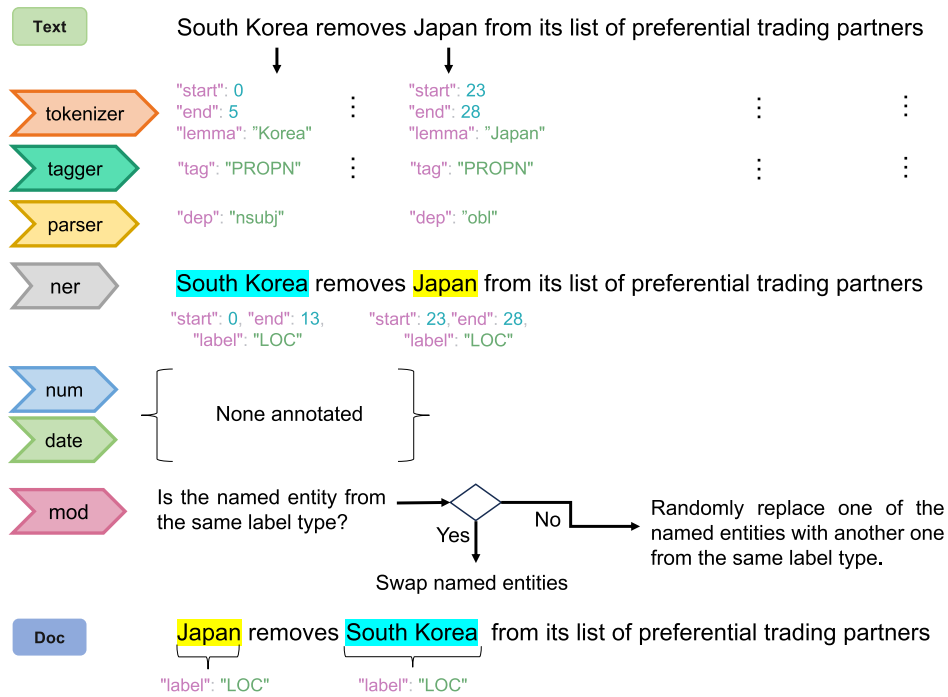 Text
South Korea removes Japan from its list of preferential trading partners
tokenizer
"start": 0
"end": 5
"lemma": ”Korea"
"start": 23
"end": 28
"lemma": ”Japan"
tagger
"tag": "PROPN"
"tag": "PROPN"
parser
"dep": "nsubj"
"dep": ”obl"
ner
South Korea removes Japan from its list of preferential trading partners
"start": 0, "end": 13,
"label": "LOC"
"start": 23,"end": 28,
"label": "LOC"
num
None annotated
date
mod
Is the named entity from
the same label type?
Yes
No
Randomly replace one of the
named entities with another one
from the same label type.
Swap named entities
Doc
Japan removes South Korea from its list of preferential trading partners
"label": "LOC"
"label": "LOC"